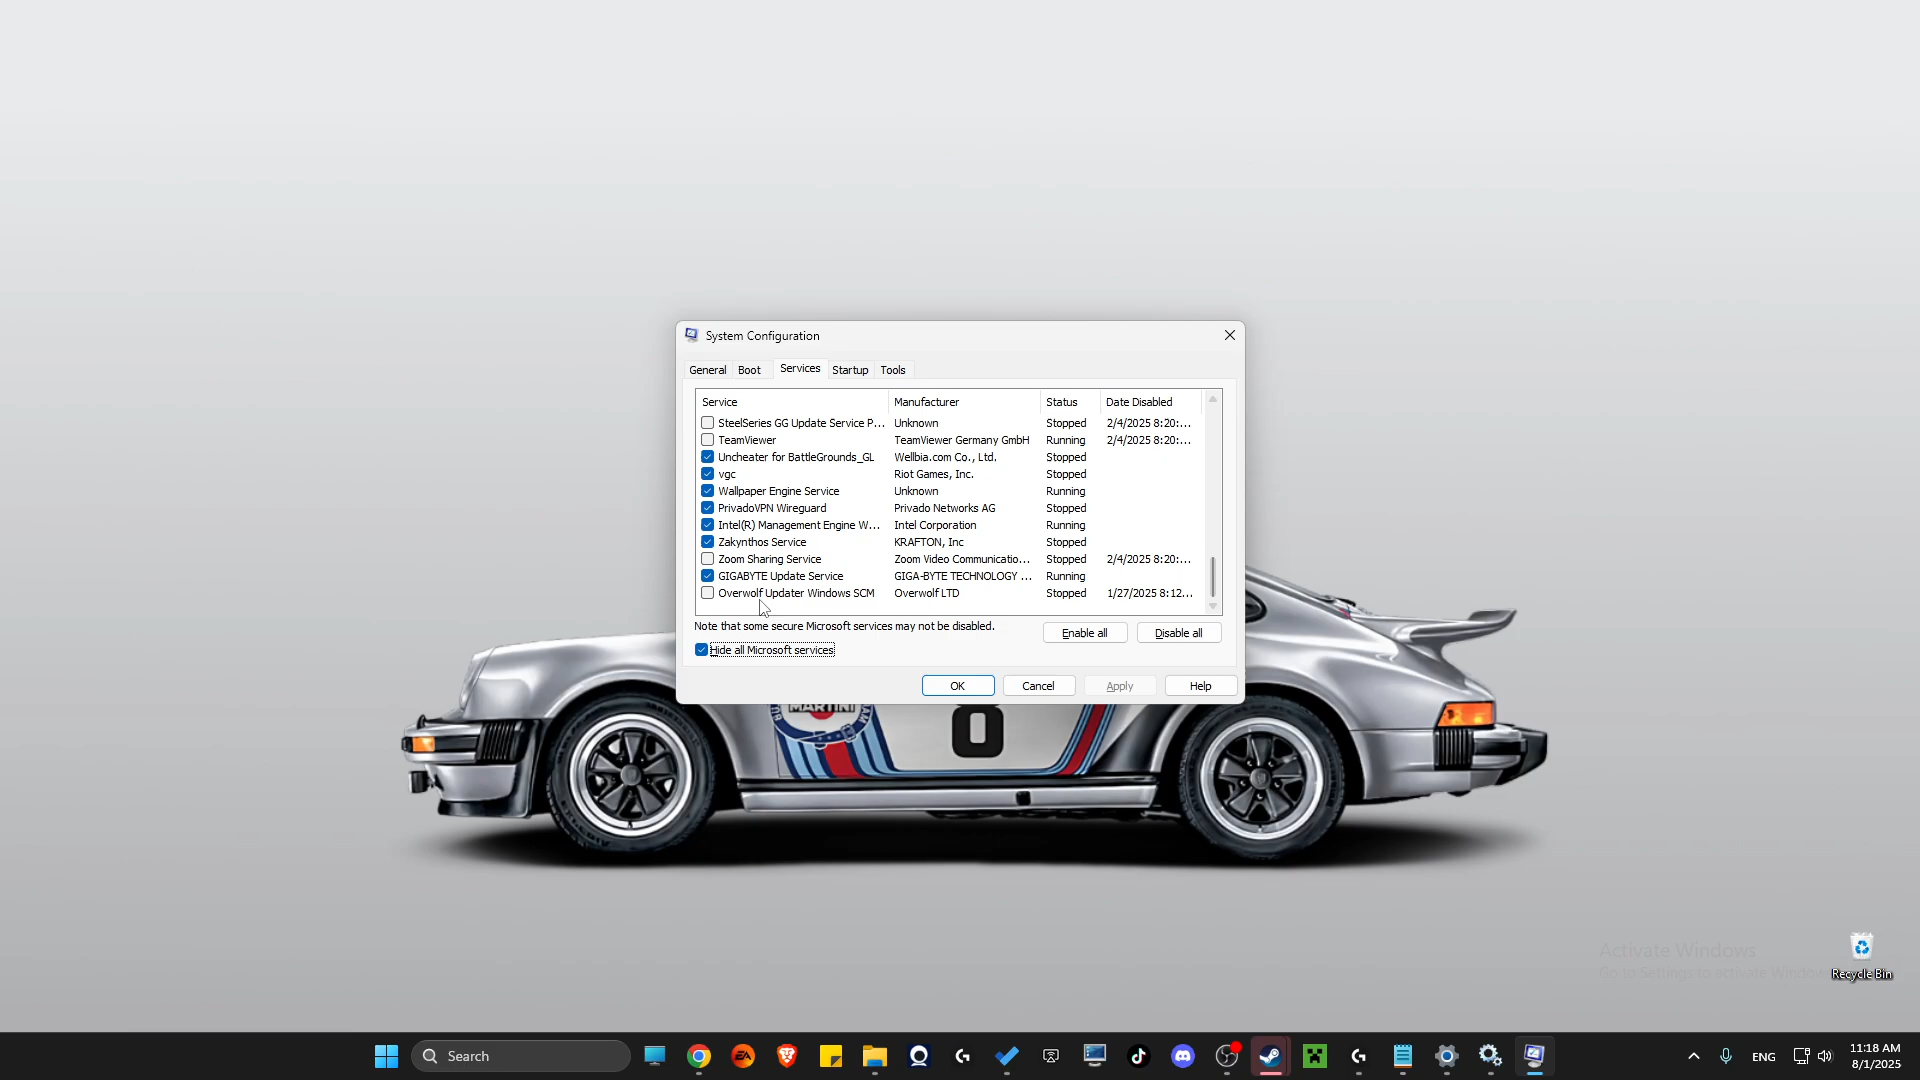 System Configuration
General Boot Services Startup Tools
Service Manufacturer Status Date Disabled
SteelSeries GG Update Service P... Unknown Stopped 2/4/2025 8:20:...
TeamViewer TeamViewer Germany GmbH Running 2/4/2025 8:20:...
Uncheater for BattleGrounds_GL Wellbia.com Co., Ltd. Stopped
vgc Riot Games, Inc. Stopped
Wallpaper Engine Service Unknown Running
PrivadoVPN Wireguard Privado Networks AG Stopped
Intel(R) Management Engine W... Intel Corporation Running
Zakynthos Service KRAFTON, Inc Stopped
Zoom Sharing Service Zoom Video Communicatio... Stopped 2/4/2025 8:20:...
GIGABYTE Update Service GIGA-BYTE TECHNOLOGY ... Running
Overwolf Updater Windows SCM Overwolf LTD Stopped 1/27/2025 8:12...
Note that some secure Microsoft services may not be disabled.
Enable all Disable all
Hide all Microsoft services
OK Cancel Apply Help
MARTINI
8
Activate Windows
Go to Settings to activate Windows
Recycle Bin
Search
ENG
11:18 AM
8/1/2025